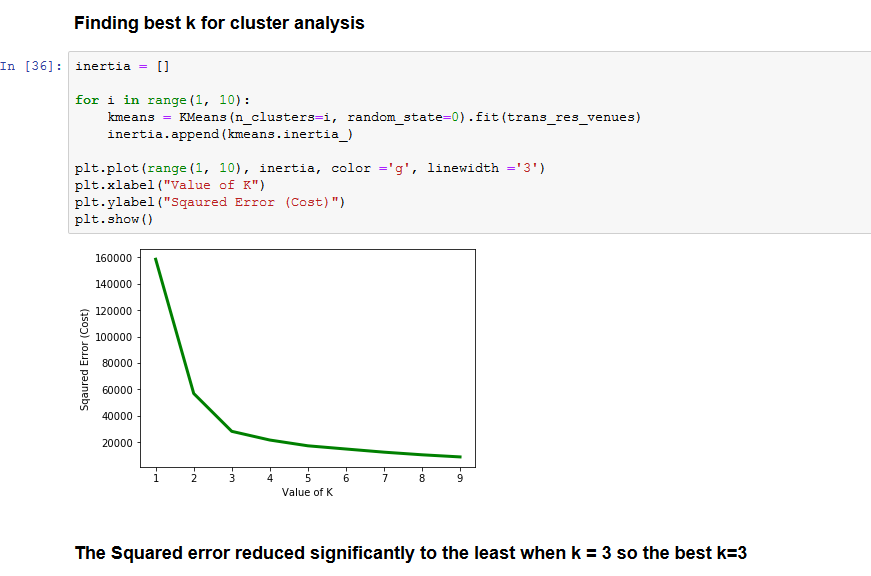 Finding best k for cluster analysis
In [36]: inertia = []
for i in range(1, 10):
kmeans = KMeans(n_clusters=i, random_state=0).fit(trans_res_venues)
inertia.append(kmeans.inertia_)
plt.plot(range(1, 10), inertia, color ='g', linewidth ='3')
plt.xlabel("Value of K")
plt.ylabel("Sqaured Error (Cost)")
plt.show()
160000
140000
120000
100000
80000
60000
40000
20000
Sqaured Error (Cost)
1 2 3 4 5 6 7 8 9
Value of K
The Squared error reduced significantly to the least when k = 3 so the best k=3